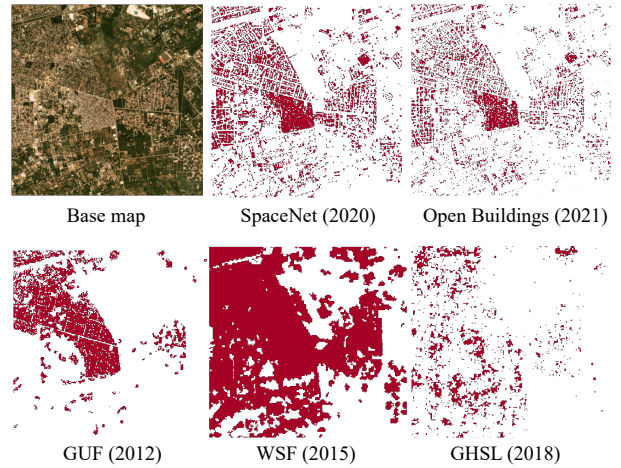 Base map
SpaceNet (2020)
Open Buildings (2021)
GUF (2012)
WSF (2015)
GHSL (2018)